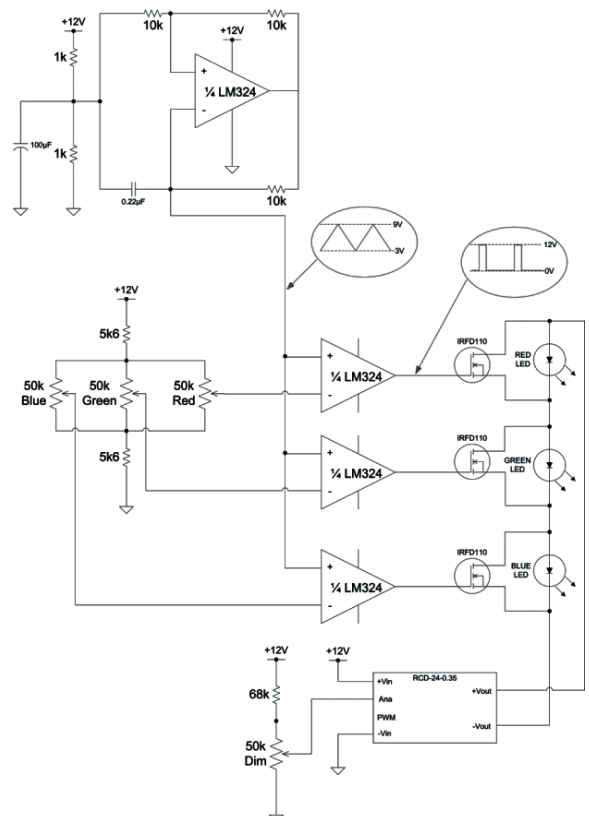 +12V
1k
1k
100µF
10k
10k
+12V
+
¼ LM324
-
0.22µF
10k
9V
-3V
12V
0V
+12V
5k6
50k
Blue
50k
Green
50k
Red
5k6
+
¼ LM324
-
IRFD110
RED
LED
+
¼ LM324
-
IRFD110
GREEN
LED
+
¼ LM324
-
IRFD110
BLUE
LED
+12V
68k
50k
Dim
+12V
RCD-24-0.35
+Vin
Ana
PWM
-Vin
+Vout
-Vout